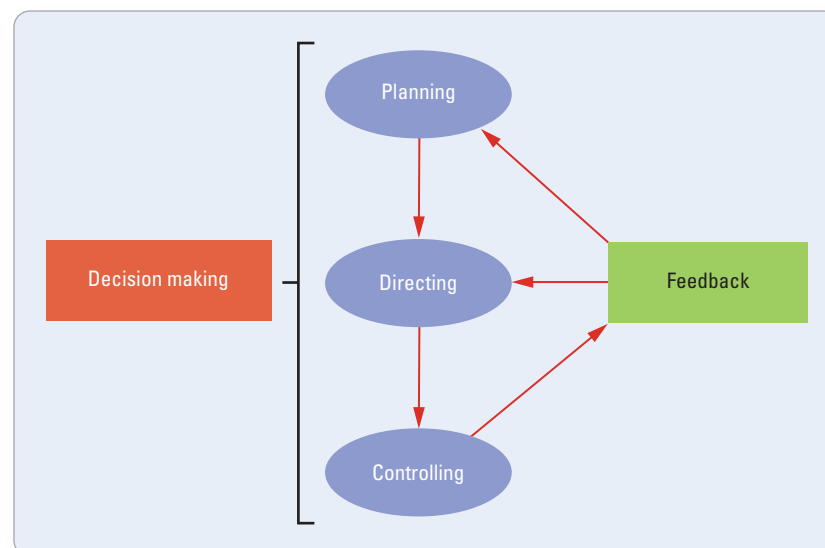 Planning
Decision making
Directing
Feedback
Controlling